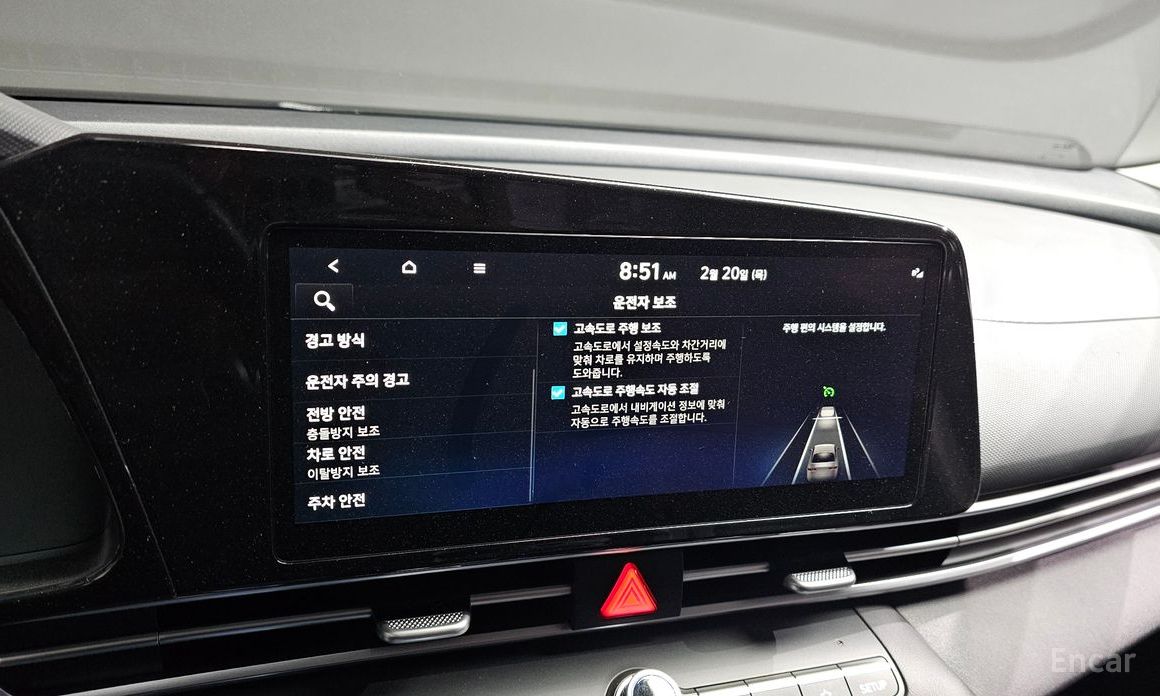 8:51 AM 2월 20일 (목)
운전자 보조
경고 방식
운전자 주의 경고
전방 안전
충돌방지 보조
차로 안전
이탈방지 보조
주차 안전
고속도로 주행 보조
고속도로에서 설정속도와 차간거리에
맞춰 차로를 유지하며 주행하도록
도와줍니다.
고속도로 주행속도 자동 조절
고속도로에서 내비게이션 정보에 맞춰
자동으로 주행속도를 조절합니다.
주행 편의 시스템을 설정합니다.
SETUP
Encar